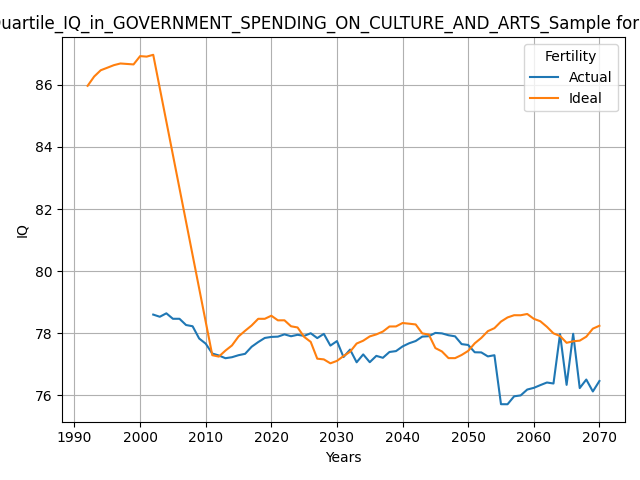 uartile_IQ_in_GOVERNMENT_SPENDING_ON_CULTURE_AND_ARTS_Sample for
Fertility
Actual
Ideal
86
84
82
80
78
76
IQ
1990 2000 2010 2020 2030 2040 2050 2060 2070
Years